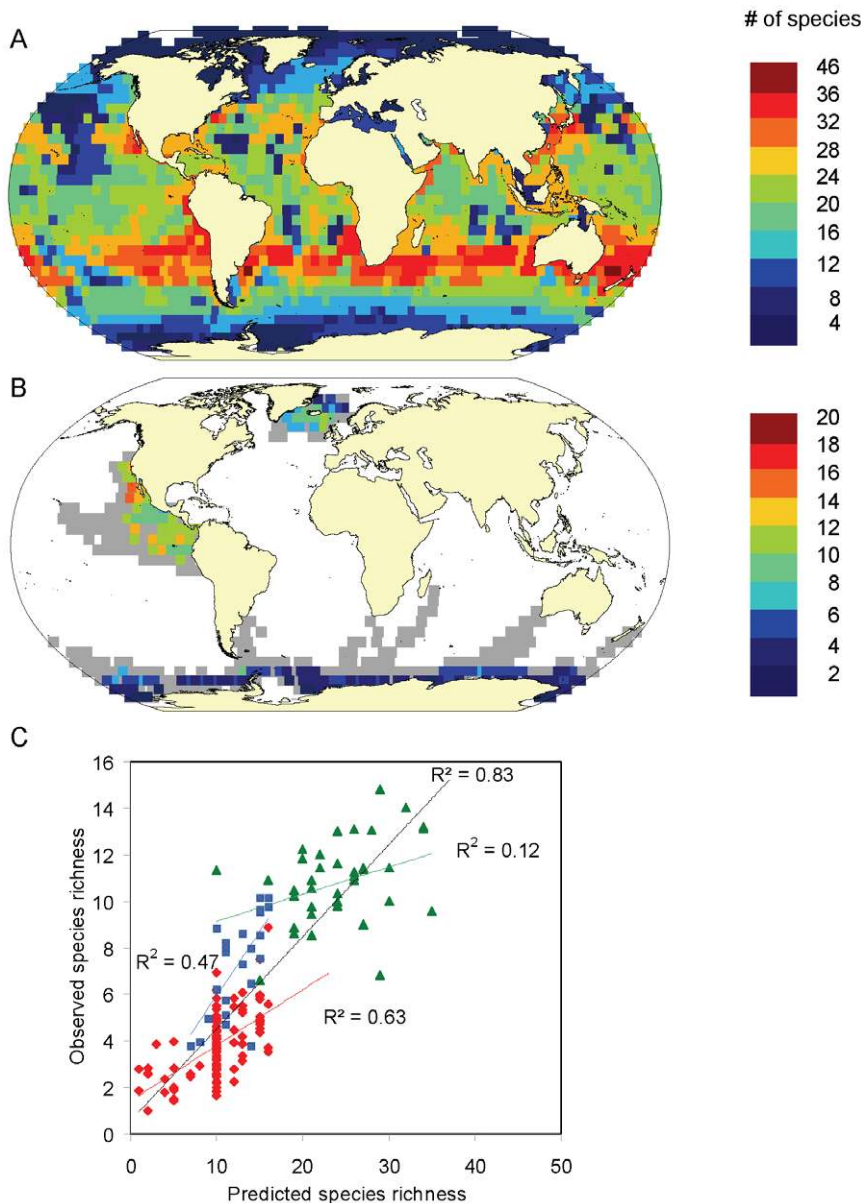 # of species
A
46
36
32
28
24
20
16
12
8
4
B
20
18
16
14
12
10
8
6
4
2
C
16
14
12
10
8
6
4
2
0
R² = 0.83
R² = 0.12
R² = 0.47
R² = 0.63
Observed species richness
0 10 20 30 40 50
Predicted species richness